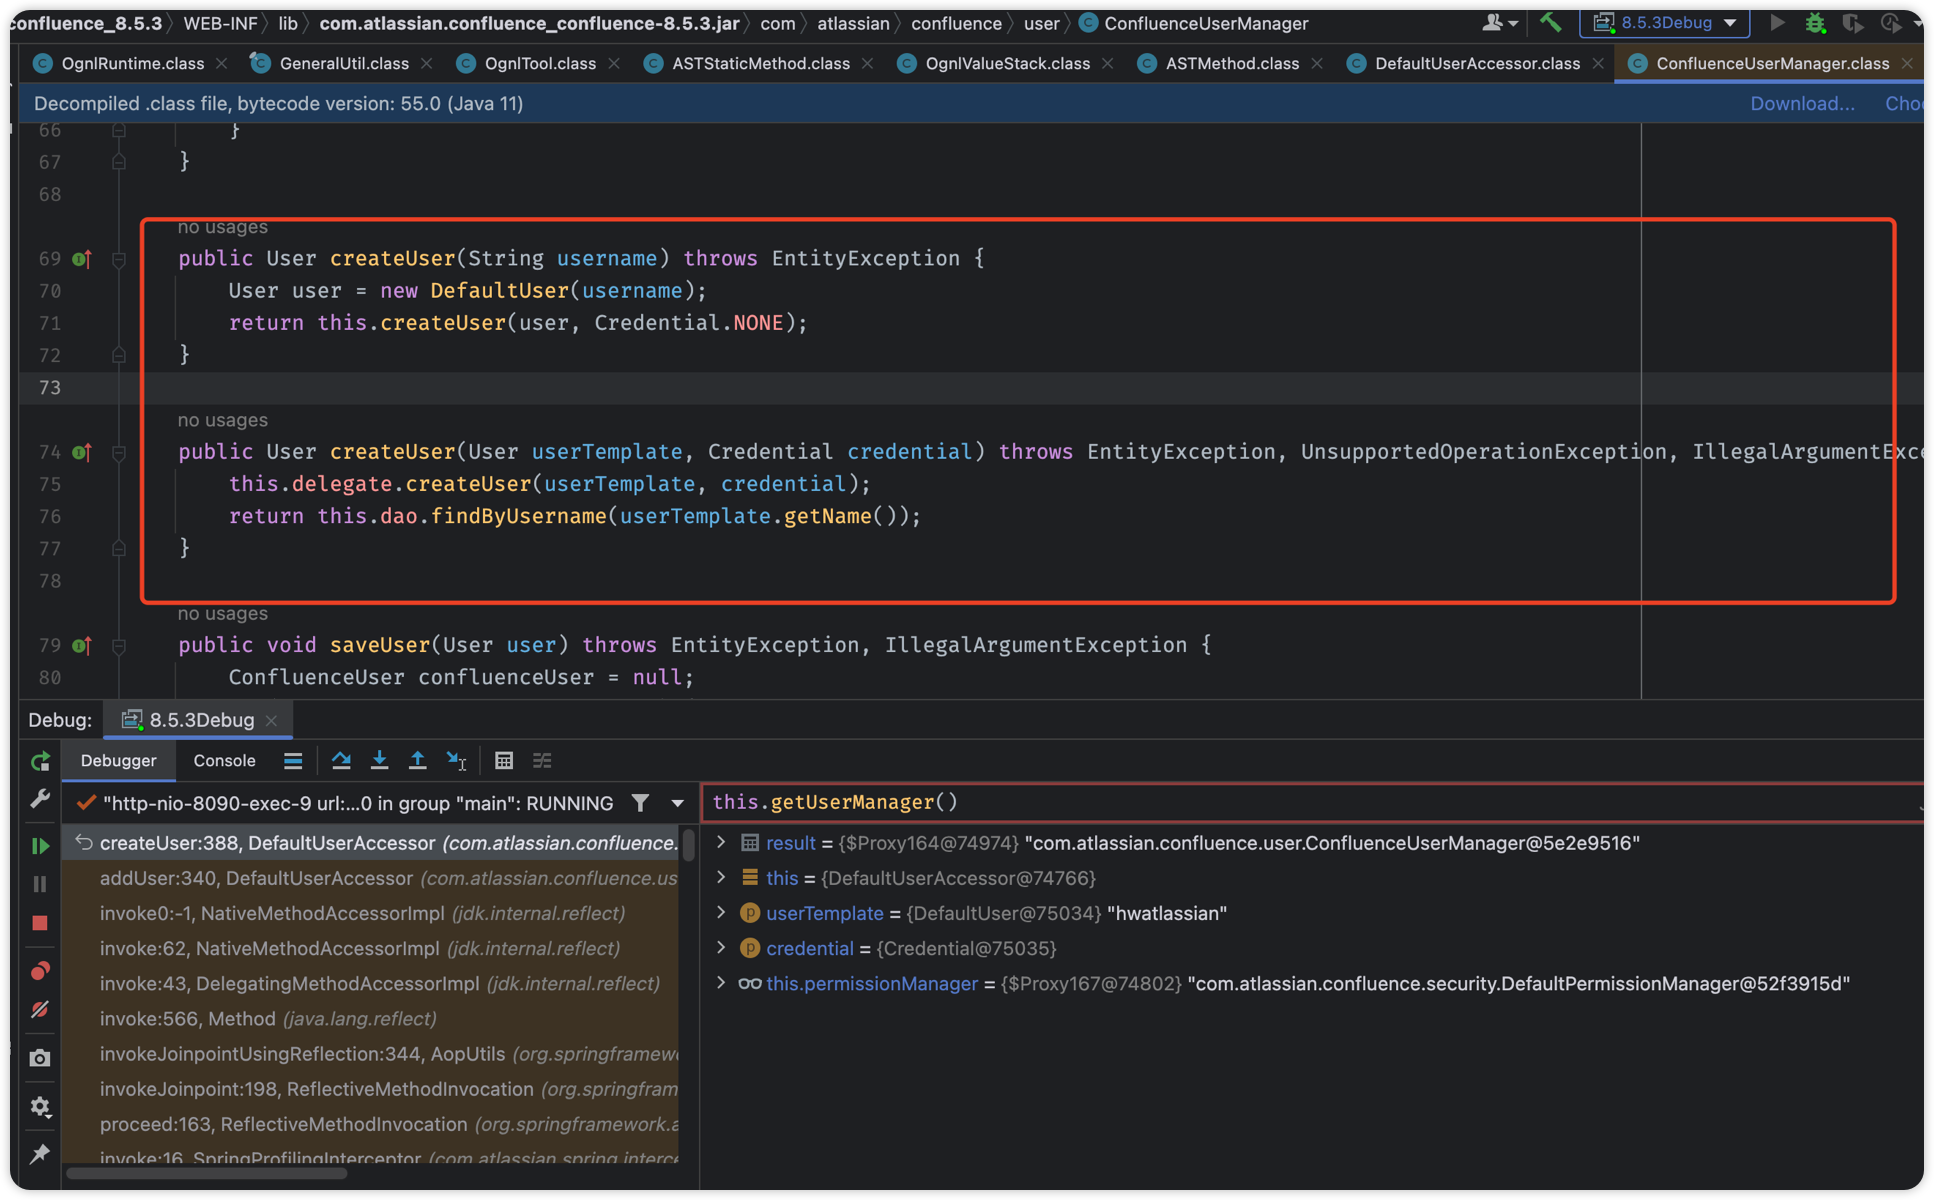 confluence_8.5.3 WEB-INF lib com.atlassian.confluence_confluence-8.5.3.jar com atlassian confluence user ConfluenceUserManager 8.5.3Debug
OgnlRuntime.class GeneralUtil.class OgnlTool.class ASTStaticMethod.class OgnlValueStack.class ASTMethod.class DefaultUserAccessor.class ConfluenceUserManager.class
Decompiled .class file, bytecode version: 55.0 (Java 11) Download... Choo
66 }
67 }
68
no usages
69 public User createUser(String username) throws EntityException {
70 User user = new DefaultUser(username);
71 return this.createUser(user, Credential.NONE);
72 }
73
no usages
74 public User createUser(User userTemplate, Credential credential) throws EntityException, UnsupportedOperationException, IllegalArgumentExce
75 this.delegate.createUser(userTemplate, credential);
76 return this.dao.findByUsername(userTemplate.getName());
77 }
78
no usages
79 public void saveUser(User user) throws EntityException, IllegalArgumentException {
80 ConfluenceUser confluenceUser = null;
Debug: 8.5.3Debug
Debugger Console
"http-nio-8090-exec-9 url:...0 in group "main": RUNNING
createUser:388, DefaultUserAccessor (com.atlassian.confluence.
addUser:340, DefaultUserAccessor (com.atlassian.confluence.us
invoke0:-1, NativeMethodAccessorImpl (jdk.internal.reflect)
invoke:62, NativeMethodAccessorImpl (jdk.internal.reflect)
invoke:43, DelegatingMethodAccessorImpl (jdk.internal.reflect)
invoke:566, Method (java.lang.reflect)
invokeJoinpointUsingReflection:344, AopUtils (org.springframew
invokeJoinpoint:198, ReflectiveMethodInvocation (org.springfram
proceed:163, ReflectiveMethodInvocation (org.springframework.a
invoke:16, SpringProfilingInterceptor (com.atlassian.spring.interce
this.getUserManager()
result = {$Proxy164@74974} "com.atlassian.confluence.user.ConfluenceUserManager@5e2e9516"
this = {DefaultUserAccessor@74766}
userTemplate = {DefaultUser@75034} "hwatlassian"
credential = {Credential@75035}
this.permissionManager = {$Proxy167@74802} "com.atlassian.confluence.security.DefaultPermissionManager@52f3915d"